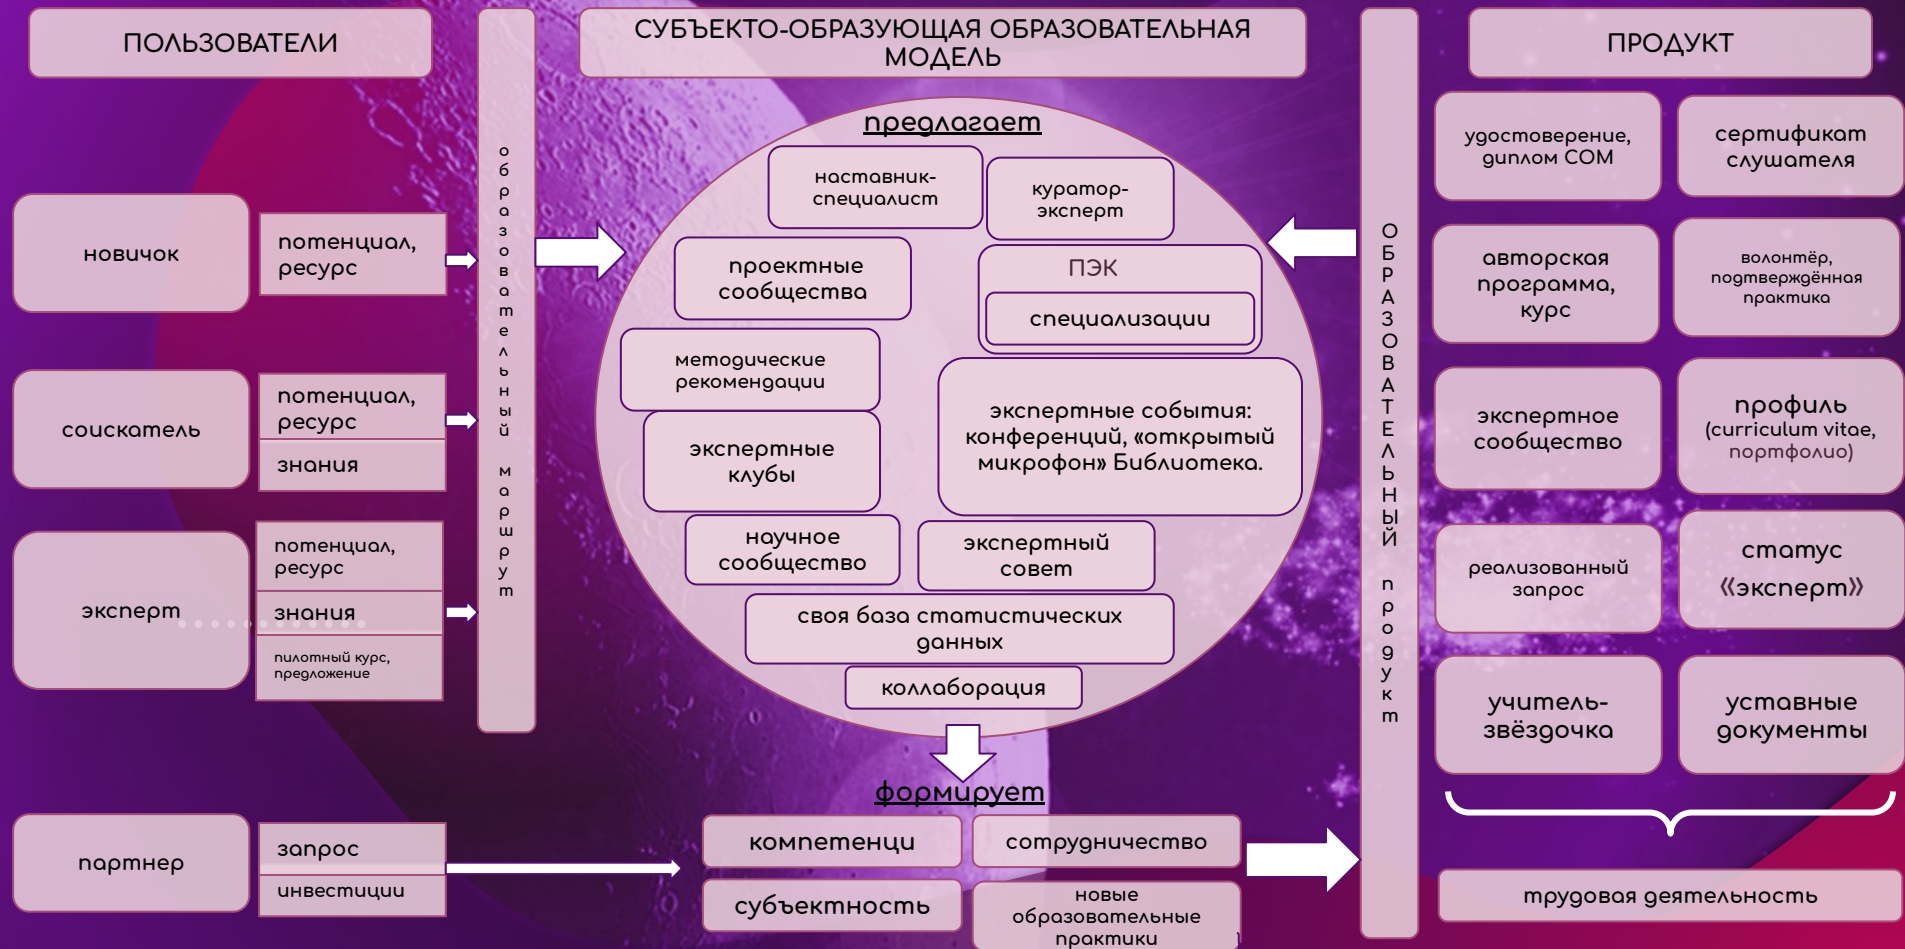 ПОЛЬЗОВАТЕЛИ
новичок
потенциал,
ресурс
соискатель
потенциал,
ресурс
знания
эксперт
потенциал,
ресурс
знания
пилотный курс,
предложение
партнер
запрос
инвестиции
образовательный маршрут
СУБЪЕКТО-ОБРАЗУЮЩАЯ ОБРАЗОВАТЕЛЬНАЯ
МОДЕЛЬ
предлагает
наставник-
специалист
куратор-
эксперт
проектные
сообщества
ПЭК
специализации
методические
рекомендации
экспертные
клубы
экспертные события:
конференций, «открытый
микрофон» Библиотека.
научное
сообщество
экспертный
совет
своя база статистических
данных
коллаборация
формирует
компетенци
сотрудничество
субъектность
новые
образовательные
практики
1
ОБРАЗОВАТЕЛЬНЫЙ продукт
ПРОДУКТ
удостоверение,
диплом СОМ
сертификат
слушателя
авторская
программа,
курс
волонтёр,
подтверждённая
практика
экспертное
сообщество
профиль
(curriculum vitae,
портфолио)
реализованный
запрос
статус
«эксперт»
учитель-
звёздочка
уставные
документы
трудовая деятельность